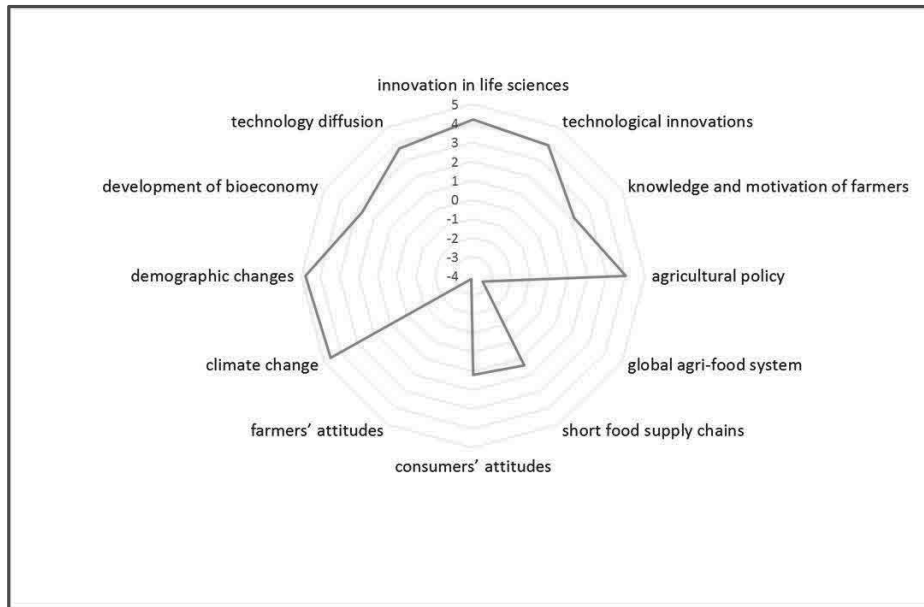 innovation in life sciences
5
technology diffusion
4
technological innovations
3
2
development of bioeconomy
1
knowledge and motivation of farmers
0
-1
-2
-3
demographic changes
-4
agricultural policy
climate change
global agri-food system
farmers’ attitudes
short food supply chains
consumers’ attitudes